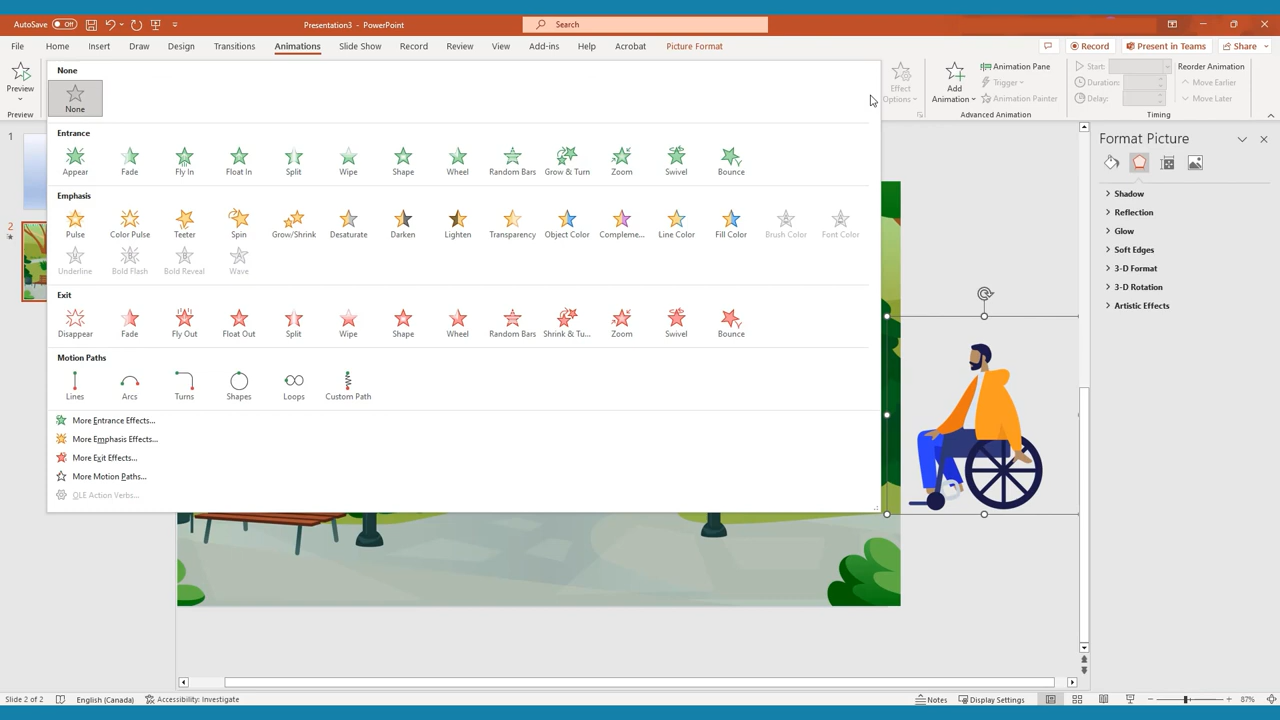 AutoSave Off Presentation3 - PowerPoint Search
File Home Insert Draw Design Transitions Animations Slide Show Record Review View Add-ins Help Acrobat Picture Format Record Present in Teams Share
Preview
Preview
None
None
Entrance
Appear Fade Fly In Float In Split Wipe Shape Wheel Random Bars Grow & Turn Zoom Swivel Bounce
Emphasis
Pulse Color Pulse Teeter Spin Grow/Shrink Desaturate Darken Lighten Transparency Object Color Compleme... Line Color Fill Color Brush Color Font Color
Underline Bold Flash Bold Reveal Wave
Exit
Disappear Fade Fly Out Float Out Split Wipe Shape Wheel Random Bars Shrink & Tu... Zoom Swivel Bounce
Motion Paths
Lines Arcs Turns Shapes Loops Custom Path
More Entrance Effects...
More Emphasis Effects...
More Exit Effects...
More Motion Paths...
OLE Action Verbs...
Effect
Options
Add
Animation
Animation Pane
Trigger
Animation Painter
Advanced Animation
Start:
Duration:
Delay:
Reorder Animation
Move Earlier
Move Later
Timing
1
2
Format Picture
Shadow
Reflection
Glow
Soft Edges
3-D Format
3-D Rotation
Artistic Effects
Slide 2 of 2 English (Canada) Accessibility: Investigate Notes Display Settings 87%